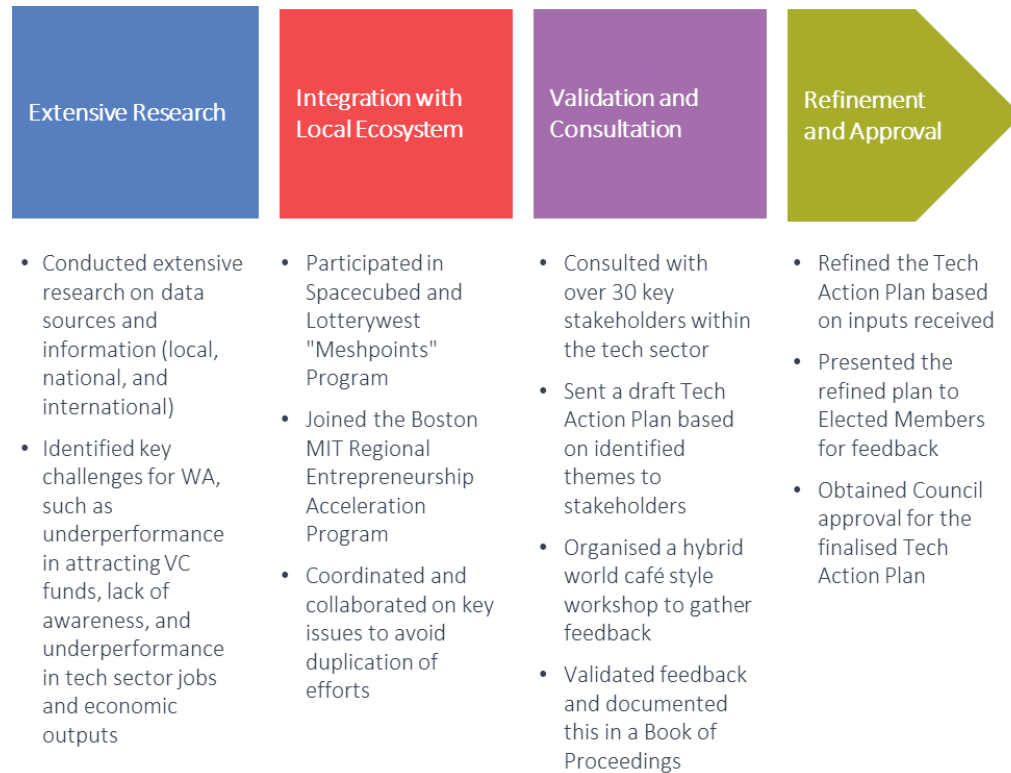 Extensive Research
Integration with
Local Ecosystem
Validation and
Consultation
Refinement
and Approval
• Conducted extensive
research on data
sources and
information (local,
national, and
international)
• Identified key
challenges for WA,
such as
underperformance
in attracting VC
funds, lack of
awareness, and
underperformance
in tech sector jobs
and economic
outputs
• Participated in
Spacecubed and
Lotterywest
"Meshpoints"
Program
• Joined the Boston
MIT Regional
Entrepreneurship
Acceleration
Program
• Coordinated and
collaborated on key
issues to avoid
duplication of
efforts
• Consulted with
over 30 key
stakeholders within
the tech sector
• Sent a draft Tech
Action Plan based
on identified
themes to
stakeholders
• Organised a hybrid
world café style
workshop to gather
feedback
• Validated feedback
and documented
this in a Book of
Proceedings
• Refined the Tech
Action Plan based
on inputs received
• Presented the
refined plan to
Elected Members
for feedback
• Obtained Council
approval for the
finalised Tech
Action Plan